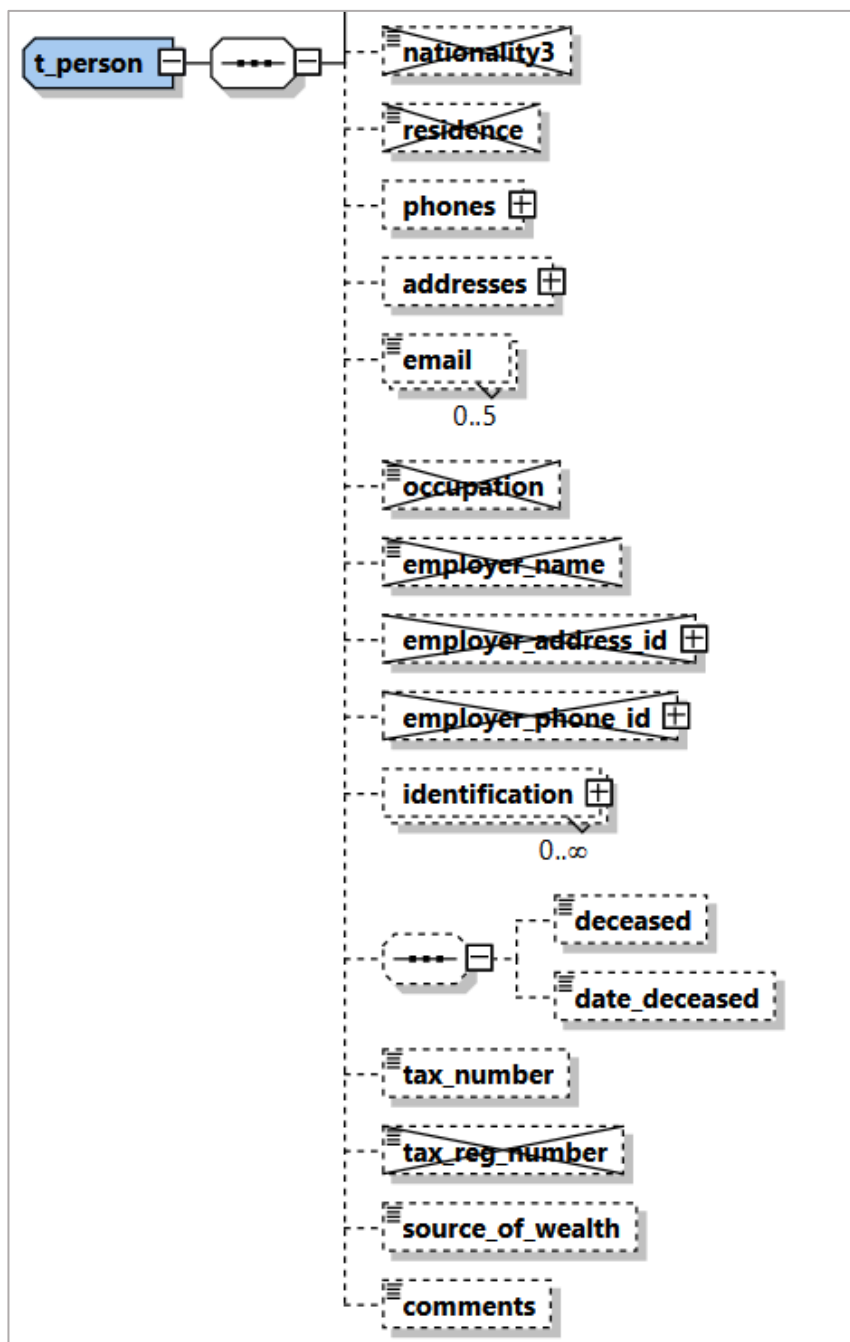 t_person
nationality3
residence
phones
addresses
email
0..5
occupation
employer_name
employer_address_id
employer_phone_id
identification
0..∞
deceased
date_deceased
tax_number
tax_reg_number
source_of_wealth
comments